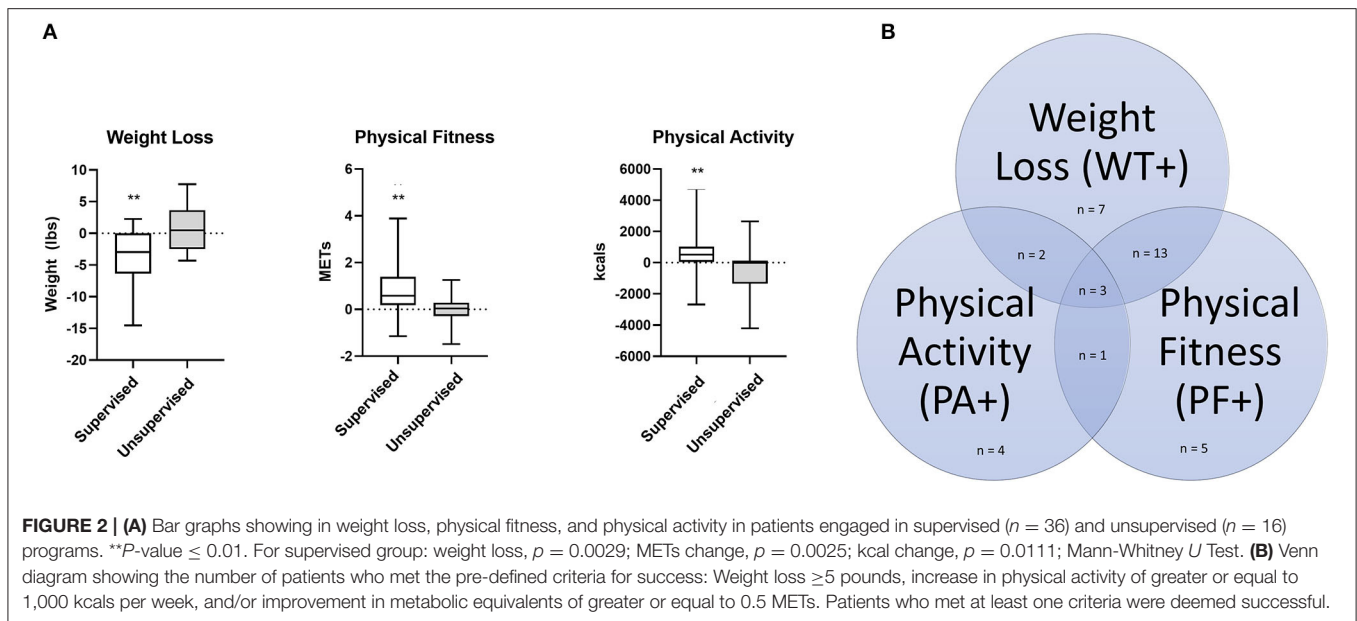 A
Weight Loss
Weight (lbs)
10
5
0
-5
-10
-15
-20
**
Supervised
Unsupervised
Physical Fitness
METs
6
4
2
0
-2
**
Supervised
Unsupervised
Physical Activity
kcals
6000
4000
2000
0
-2000
-4000
-6000
**
Supervised
Unsupervised
B
Weight
Loss (WT+)
n = 7
n = 2
n = 13
n = 3
Physical
Activity
(PA+)
n = 4
n = 1
Physical
Fitness
(PF+)
n = 5
FIGURE 2 | (A) Bar graphs showing in weight loss, physical fitness, and physical activity in patients engaged in supervised (n = 36) and unsupervised (n = 16)
programs. **P-value ≤ 0.01. For supervised group: weight loss, p = 0.0029; METs change, p = 0.0025; kcal change, p = 0.0111; Mann-Whitney U Test. (B) Venn
diagram showing the number of patients who met the pre-defined criteria for success: Weight loss ≥5 pounds, increase in physical activity of greater or equal to
1,000 kcals per week, and/or improvement in metabolic equivalents of greater or equal to 0.5 METs. Patients who met at least one criteria were deemed successful.